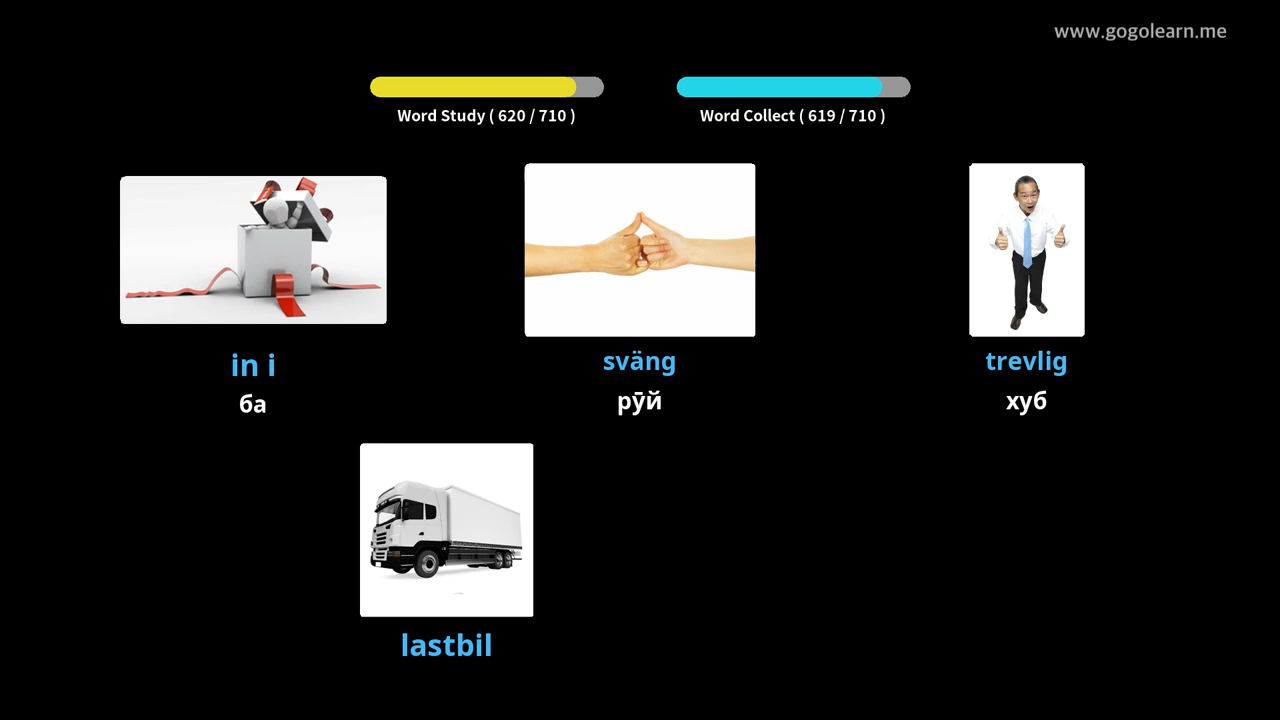 www.gogolearn.me
Word Study ( 620 / 710 )
Word Collect ( 619 / 710 )
in i
sväng
trevlig
ба
рӯй
хуб
lastbil